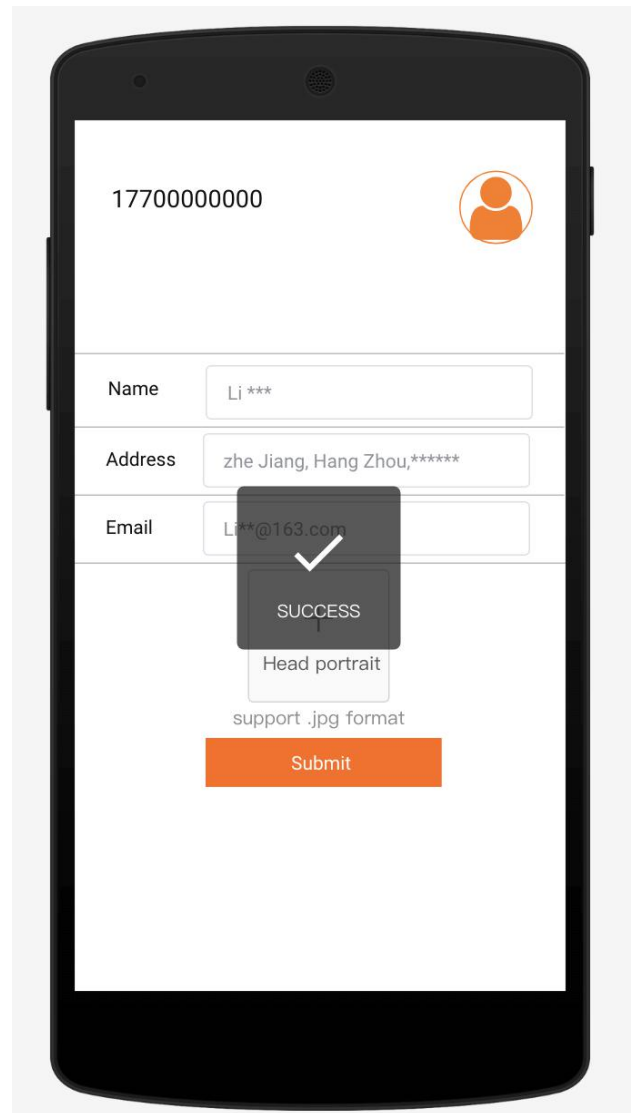 17700000000
Name
Li ***
Address
zhe Jiang, Hang Zhou,******
Email
Li**@163.com
SUCCESS
Head portrait
support .jpg format
Submit